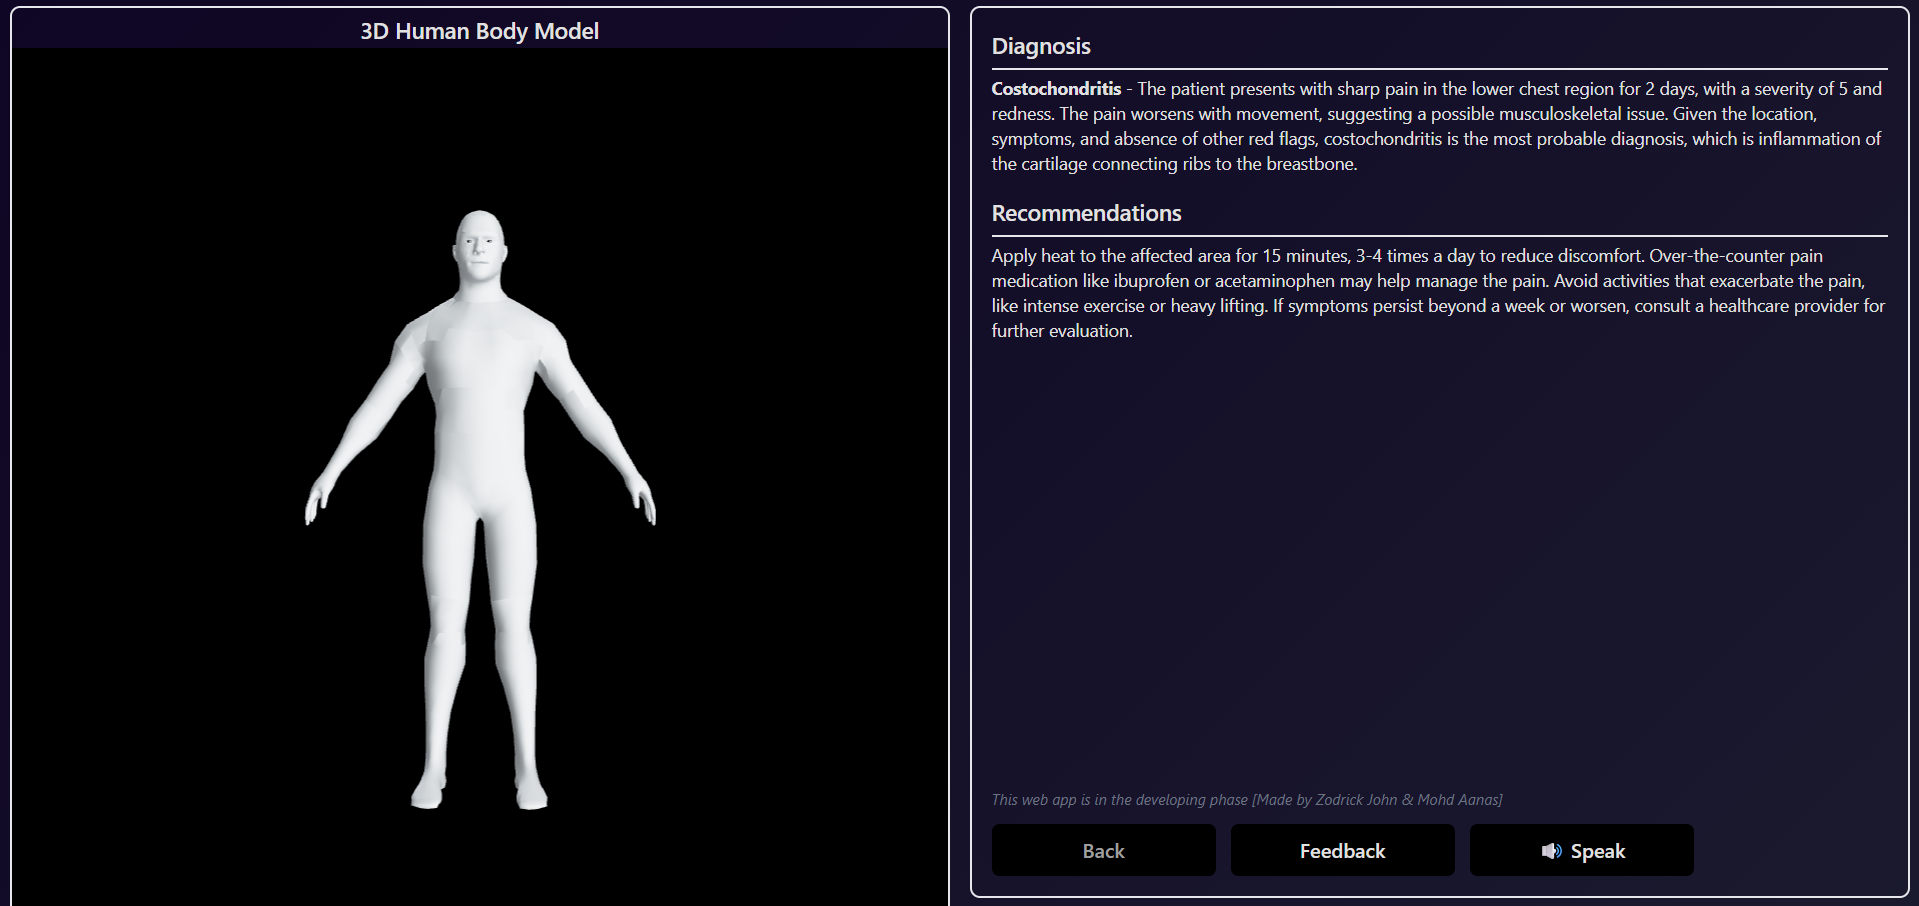 3D Human Body Model
Diagnosis
Costochondritis - The patient presents with sharp pain in the lower chest region for 2 days, with a severity of 5 and
redness. The pain worsens with movement, suggesting a possible musculoskeletal issue. Given the location,
symptoms, and absence of other red flags, costochondritis is the most probable diagnosis, which is inflammation of
the cartilage connecting ribs to the breastbone.
Recommendations
Apply heat to the affected area for 15 minutes, 3-4 times a day to reduce discomfort. Over-the-counter pain
medication like ibuprofen or acetaminophen may help manage the pain. Avoid activities that exacerbate the pain,
like intense exercise or heavy lifting. If symptoms persist beyond a week or worsen, consult a healthcare provider for
further evaluation.
This web app is in the developing phase [Made by Zodrick John & Mohd Aanas]
Back
Feedback
Speak